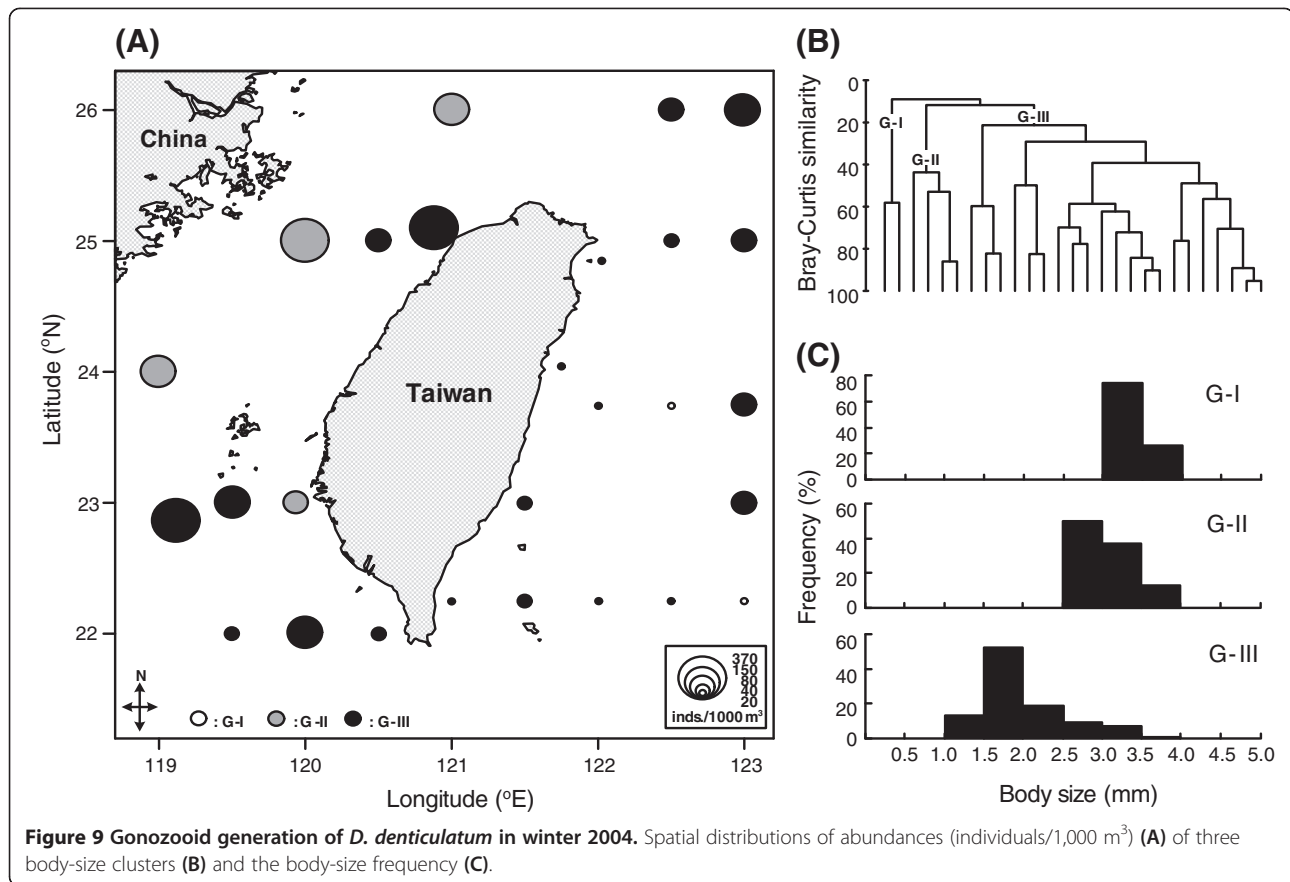 (A)
26
25
24
23
22
Latitude (°N)
119
120
121
122
123
Longitude (°E)
China
Taiwan
N
: G-I
: G-II
: G-III
370
150
80
40
20
inds./1000 m³
(B)
Bray-Curtis similarity
0
20
40
60
80
100
G-I
G-II
G-III
(C)
Frequency (%)
80
60
40
20
0
G-I
60
40
20
0
G-II
60
40
20
0
G-III
0.5
1.0
1.5
2.0
2.5
3.0
3.5
4.0
4.5
5.0
Body size (mm)
Figure 9 Gonozooid generation of D. denticulatum in winter 2004. Spatial distributions of abundances (individuals/1,000 m³) (A) of three
body-size clusters (B) and the body-size frequency (C).